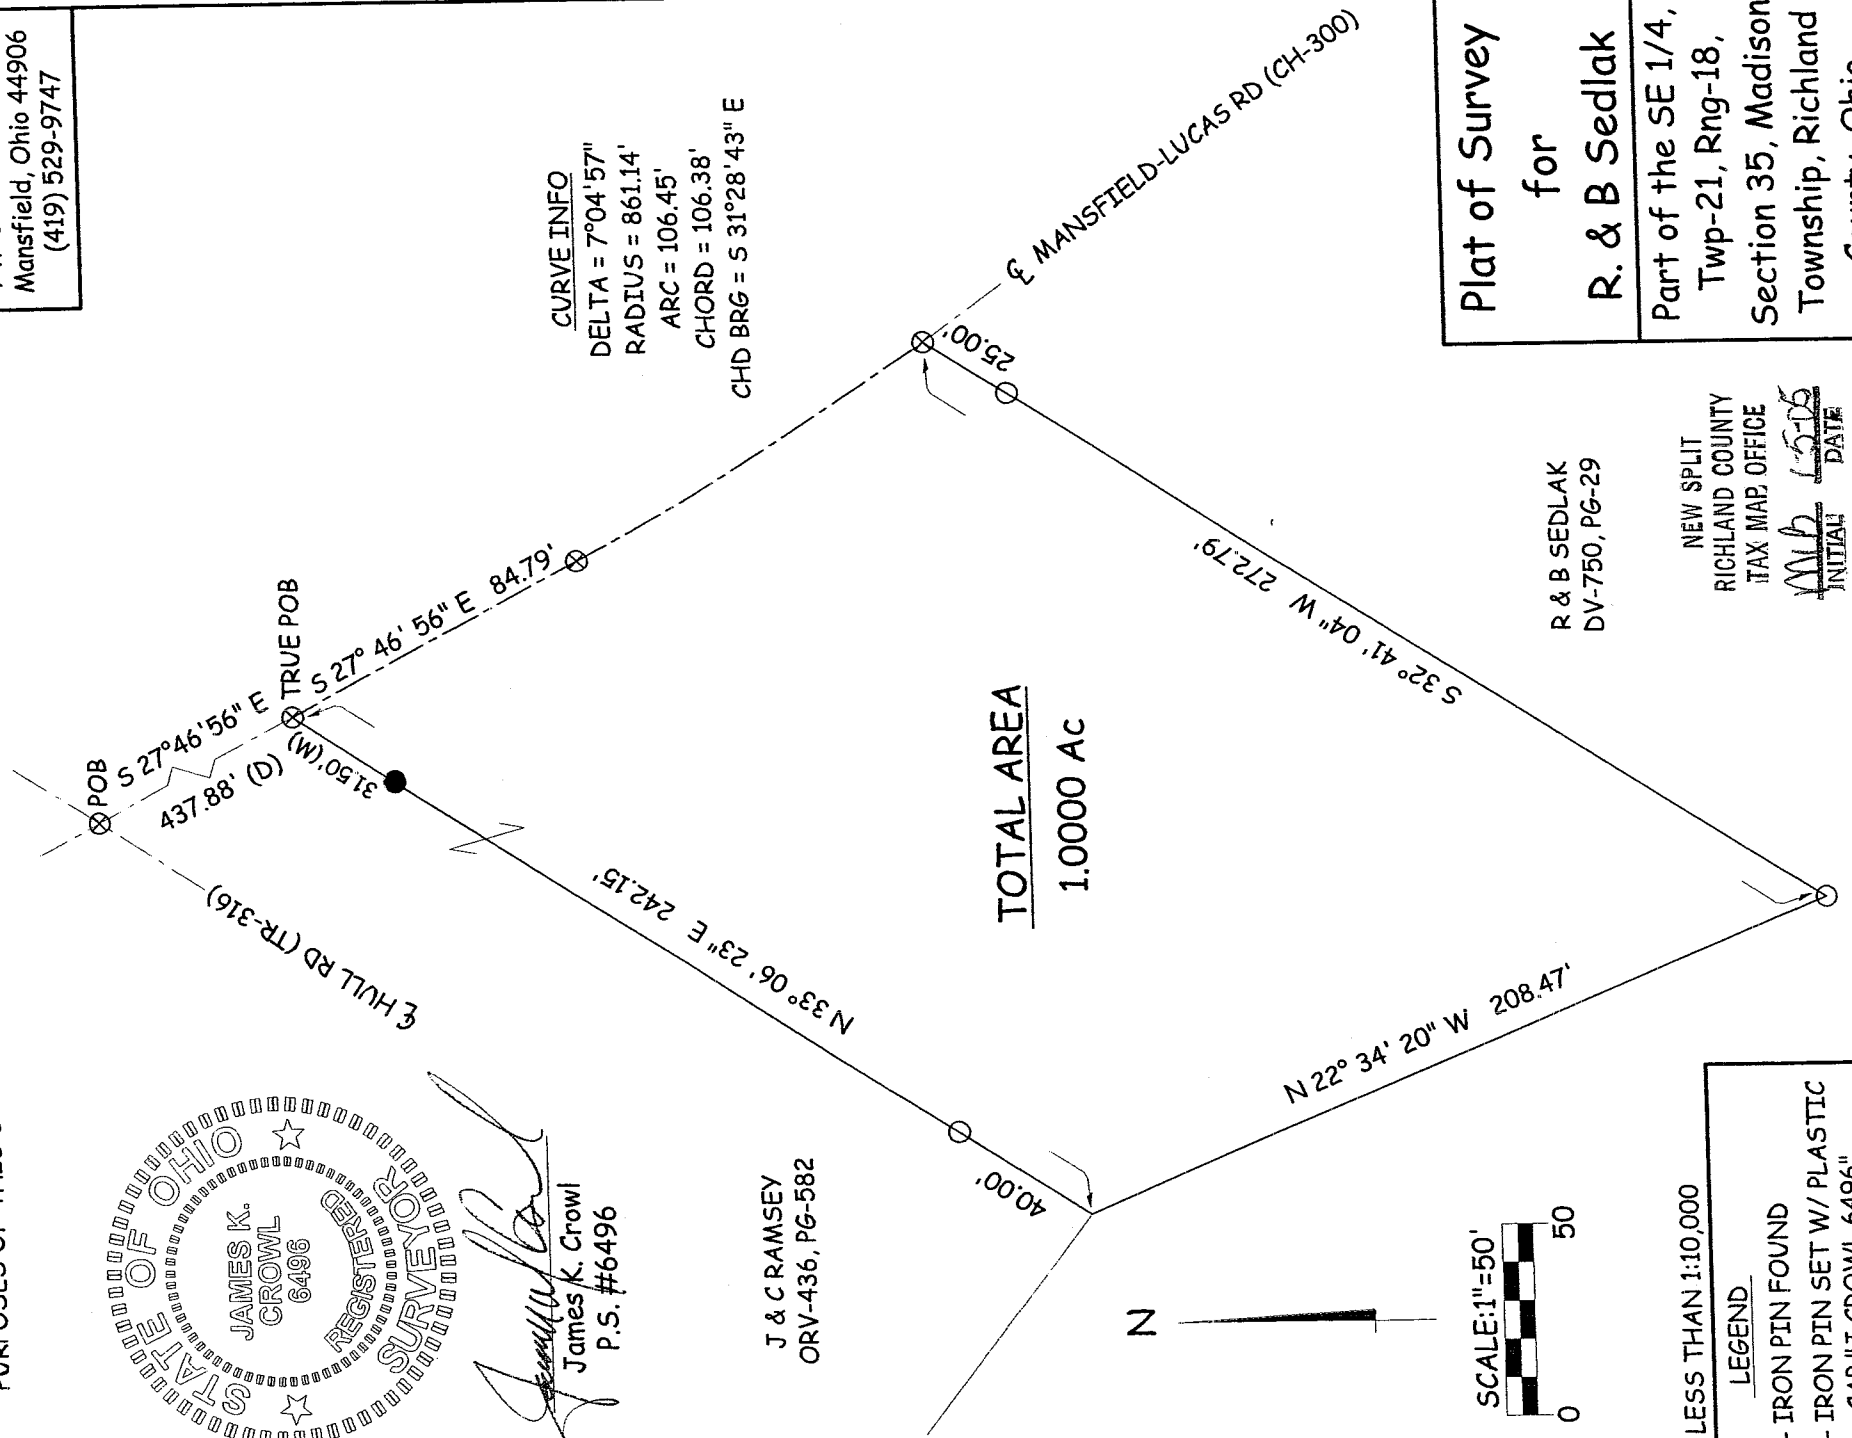 Mansfield, Ohio 44906
(419) 529-9747
STATE OF OHIO
JAMES K.
CROWL
6496
REGISTERED
SURVEYOR
James K. Crowl
P.S. #6496
POB
S 27°46'56" E
437.88' (D)
TRUE POB
S 27° 46' 56" E 84.79'
31.50' (M)
℄ HULL RD (TR-316)
CURVE INFO
DELTA = 7°04'57"
RADIUS = 861.14'
ARC = 106.45'
CHORD = 106.38'
CHD BRG = S 31°28'43" E
℄ MANSFIELD-LUCAS RD (CH-300)
25.00'
S 32° 41' 04" W 272.79'
N 33° 06' 23" E 242.15'
40.00'
N 22° 34' 20" W 208.47'
TOTAL AREA
1.0000 Ac
J & C RAMSEY
ORV-436, PG-582
R & B SEDLAK
DV-750, PG-29
N
SCALE:1"=50'
0 50
LESS THAN 1:10,000
LEGEND
- IRON PIN FOUND
- IRON PIN SET W/ PLASTIC
NEW SPLIT
RICHLAND COUNTY
TAX MAP OFFICE
INITIAL DATE
Plat of Survey
for
R. & B Sedlak
Part of the SE 1/4,
Twp-21, Rng-18,
Section 35, Madison
Township, Richland